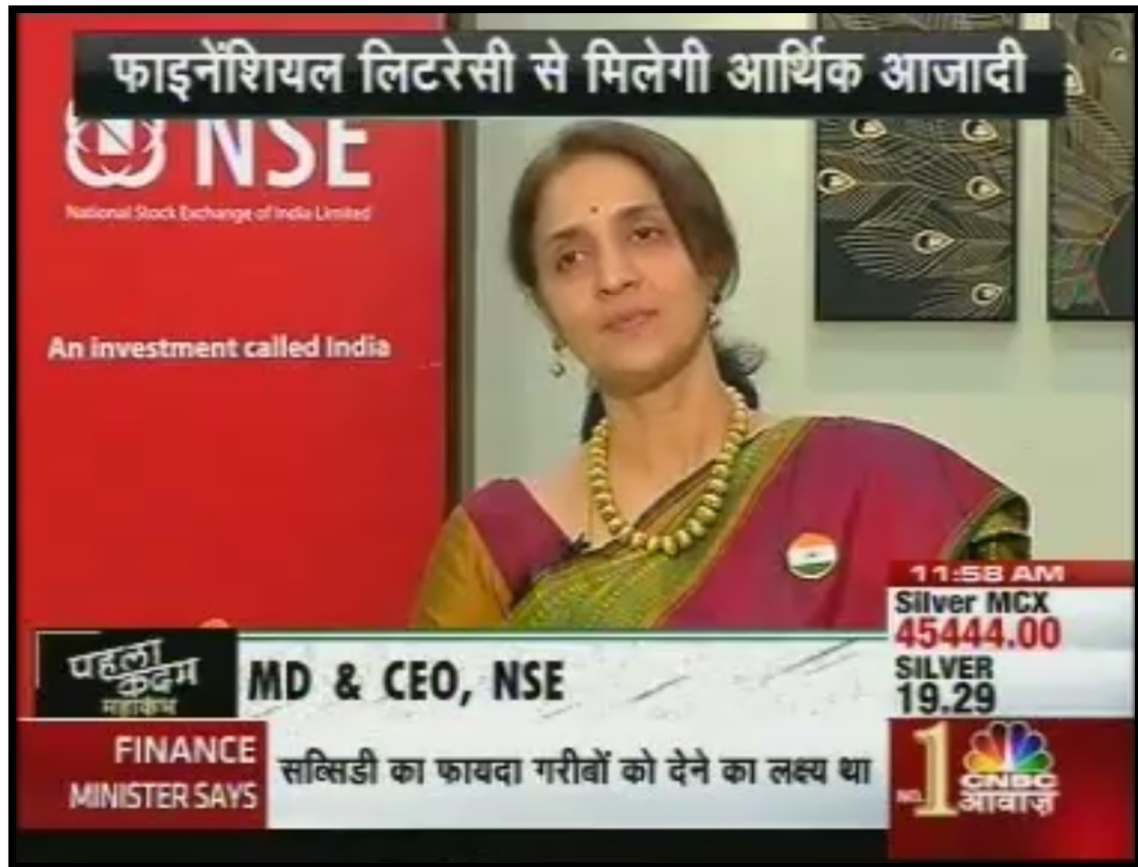 फाइनेंशियल लिटरेसी से मिलेगी आर्थिक आजादी
NSE
National Stock Exchange of India Limited
An investment called India
11:58 AM
Silver MCX
45444.00
SILVER
19.29
पहला
कदम
महाकुंभ
MD & CEO, NSE
FINANCE
MINISTER SAYS
सब्सिडी का फायदा गरीबों को देने का लक्ष्य था
NO. 1
CNBC
आवाज़